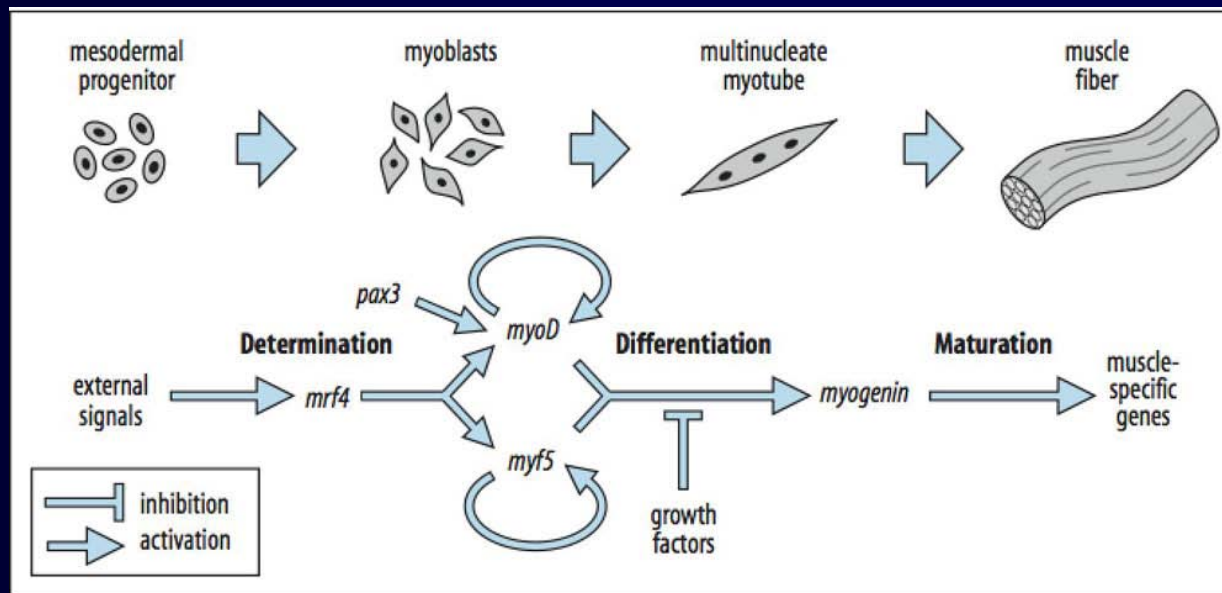 mesodermal
progenitor
myoblasts
multinucleate
myotube
muscle
fiber
pax3
myoD
Determination
Differentiation
Maturation
external
signals
mrf4
myogenin
muscle-
specific
genes
myf5
growth
factors
inhibition
activation